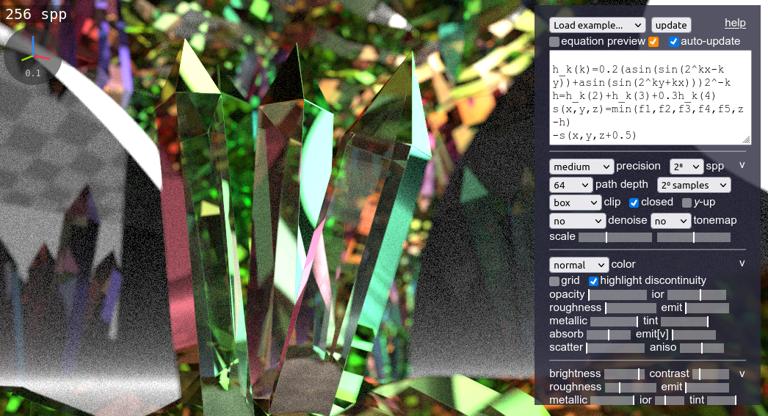 256 spp
0.1
Load example... update help
equation preview auto-update
h_k(k)=0.2(asin(sin(2^kx-k
y))+asin(sin(2^ky+kx)))2^-k
h=h_k(2)+h_k(3)+0.3h_k(4)
s(x,y,z)=min(f1,f2,f3,f4,f5,z
-h)
-s(x,y,z+0.5)
medium precision 2⁸ spp v
64 path depth 2⁰ samples
box clip closed y-up
no denoise no tonemap
scale
normal color v
grid highlight discontinuity
opacity ior
roughness emit
metallic tint
absorb emit[v]
scatter aniso
brightness contrast v
roughness emit
metallic ior tint